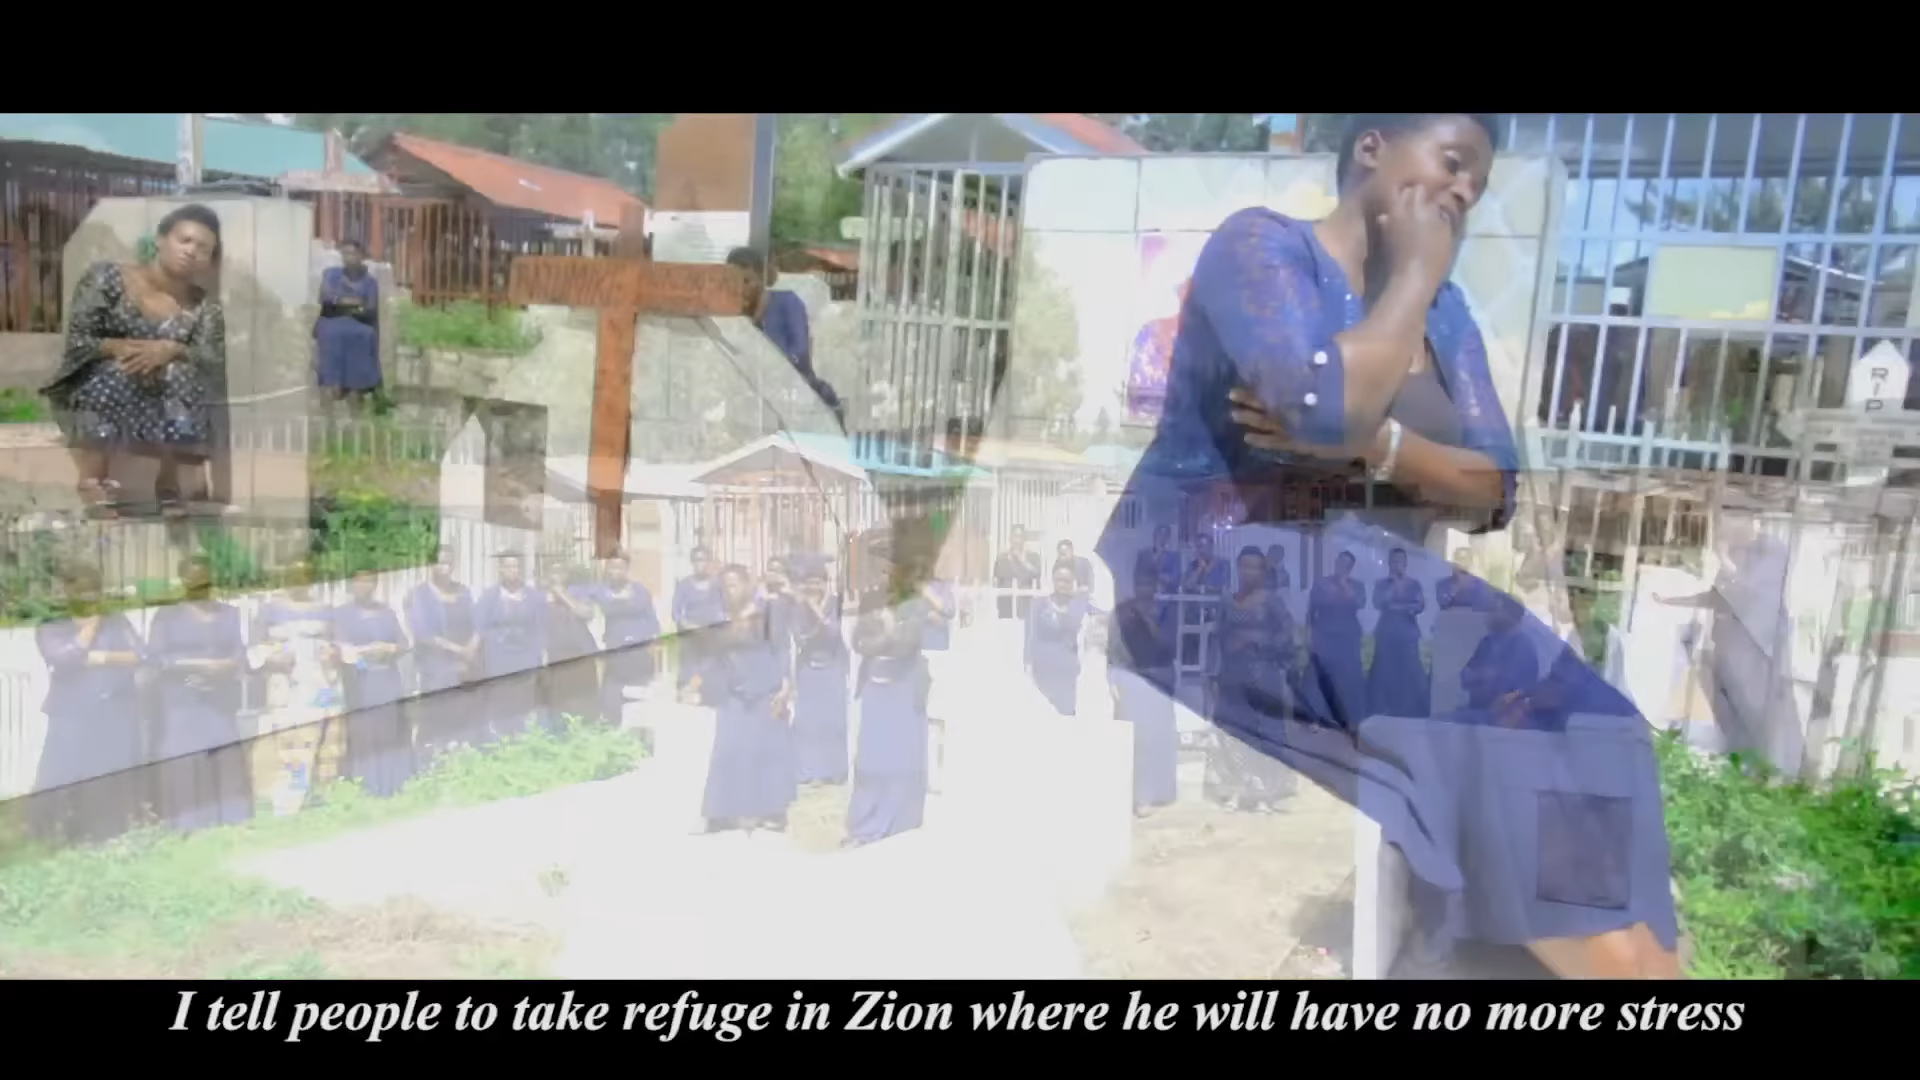 R I P
I tell people to take refuge in Zion where he will have no more stress